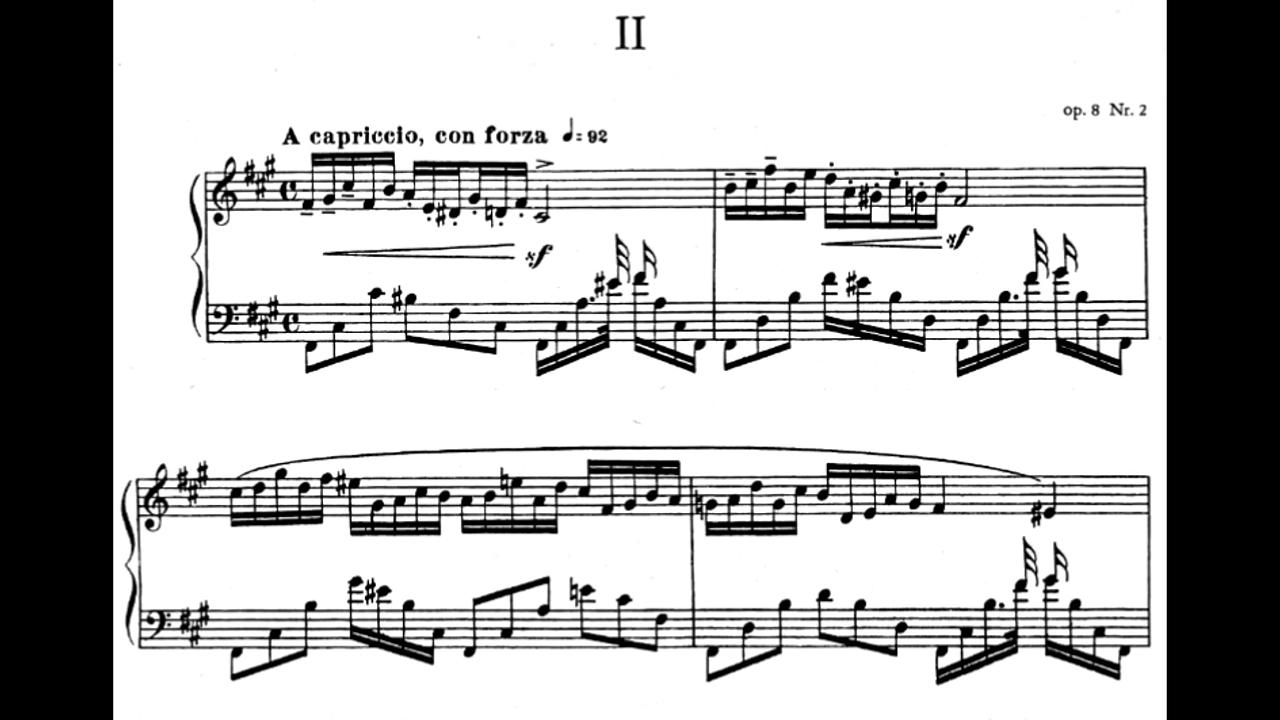 II
op. 8 Nr. 2
A capriccio, con forza ♩= 92
sf
sf